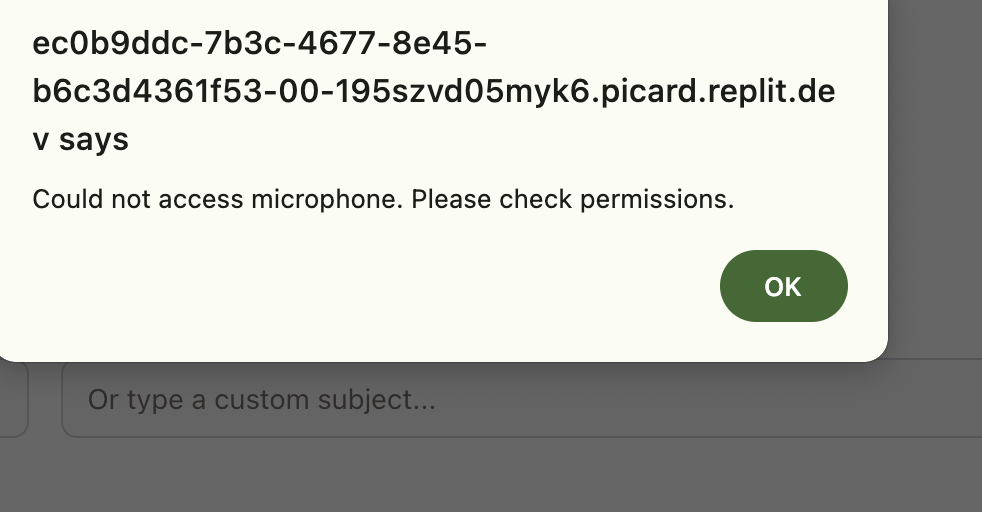 ec0b9ddc-7b3c-4677-8e45-
b6c3d4361f53-00-195szvd05myk6.picard.replit.de
v says
Could not access microphone. Please check permissions.
OK
Or type a custom subject...